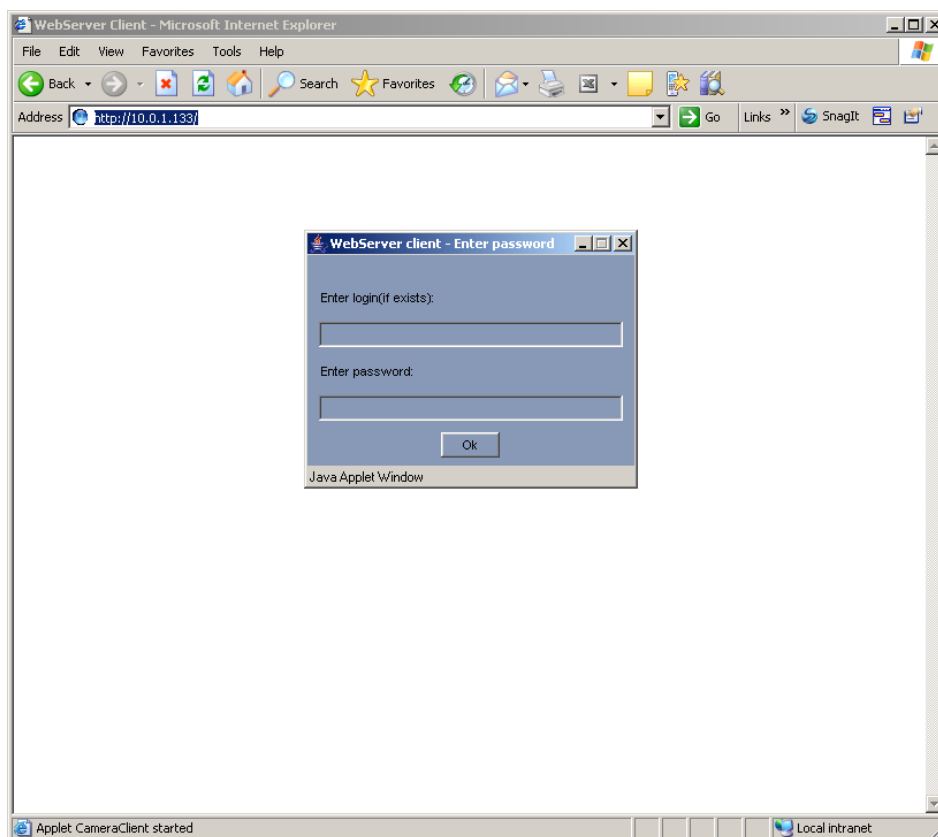 WebServer Client - Microsoft Internet Explorer
File Edit View Favorites Tools Help
Back Search Favorites
Address http://10.0.1.133/ Go Links » SnagIt
WebServer client - Enter password
Enter login(if exists):
Enter password:
Ok
Java Applet Window
Applet CameraClient started Local intranet